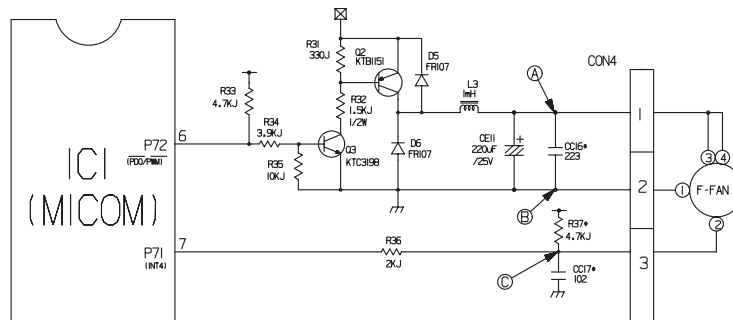 R31
330J
Q2
KTB1151
D5
FR107
L3
1mH
A
CON4
R33
4.7KJ
R32
1.5KJ
1/2W
1
6
P72
(PDO/PWM)
R34
3.9KJ
Q3
KTC3198
D6
FR107
CE11
220uF
/25V
CC16*
223
3
4
R35
10KJ
IC1
(MICOM)
B
2
1
F-FAN
2
R37*
4.7KJ
7
P71
(INT4)
R36
2KJ
C
3
CC17*
102